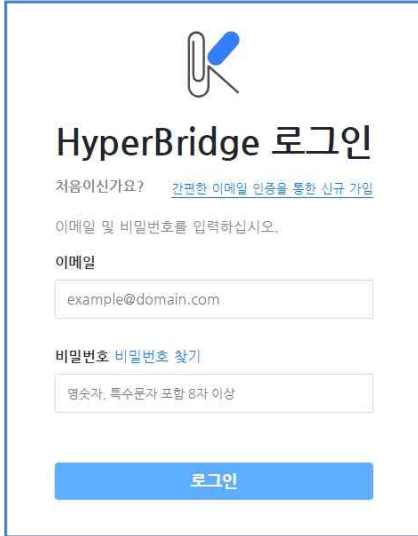 HyperBridge 로그인
처음이신가요? 간편한 이메일 인증을 통한 신규 가입
이메일 및 비밀번호를 입력하십시오.
이메일
example@domain.com
비밀번호 비밀번호 찾기
영숫자, 특수문자 포함 8자 이상
로그인